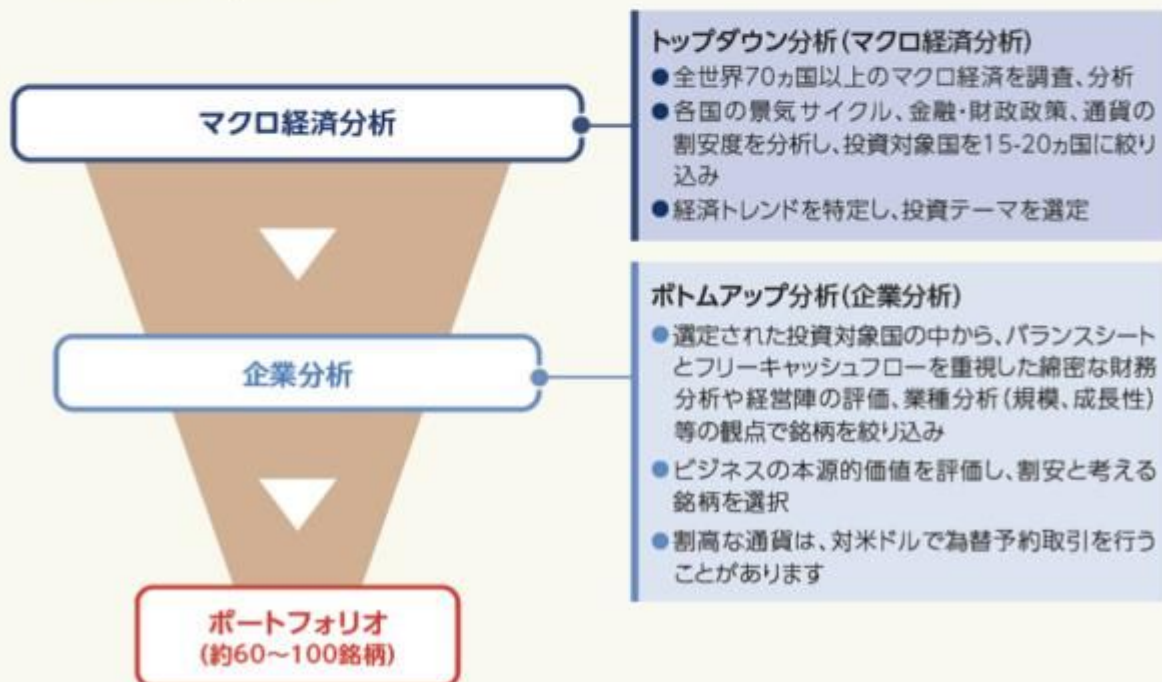 マクロ経済分析
トップダウン分析(マクロ経済分析)
●全世界70ヵ国以上のマクロ経済を調査、分析
●各国の景気サイクル、金融・財政政策、通貨の
割安度を分析し、投資対象国を15-20ヵ国に絞り
込み
●経済トレンドを特定し、投資テーマを選定
企業分析
ボトムアップ分析(企業分析)
●選定された投資対象国の中から、バランスシート
とフリーキャッシュフローを重視した綿密な財務
分析や経営陣の評価、業種分析(規模、成長性)
等の観点で銘柄を絞り込み
●ビジネスの本源的価値を評価し、割安と考える
銘柄を選択
●割高な通貨は、対米ドルで為替予約取引を行う
ことがあります
ポートフォリオ
(約60～100銘柄)